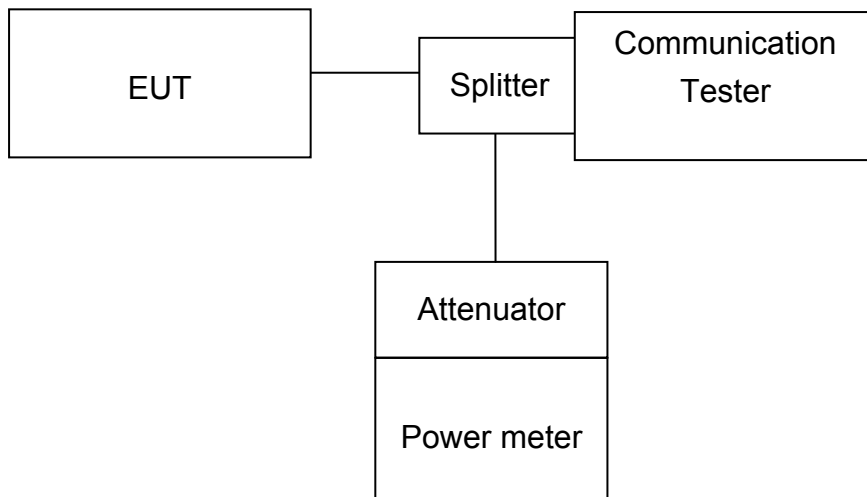 EUT
Splitter
Communication
Tester
Attenuator
Power meter